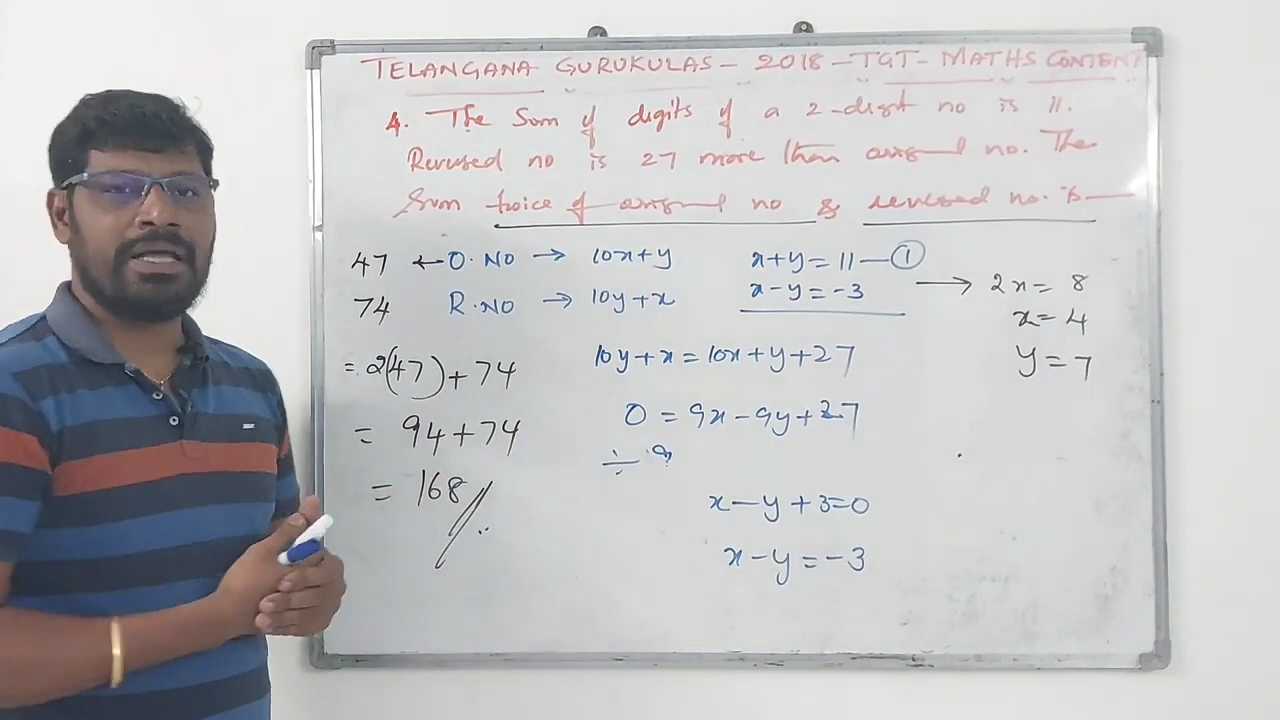 TELANGANA GURUKULAS - 2018 - TGT - MATHS CONTENT
4. The Sum of digits of a 2-digit no is 11.
Reversed no is 27 more than original no. The
Sum twice of original no & reversed no. is —
47 ← O.NO → 10x+y
74 R.NO → 10y+x
= 2(47) + 74
= 94+74
= 168//
x+y = 11 — ①
x-y = -3 → 2x = 8
x = 4
y = 7
10y+x = 10x+y+27
0 = 9x-9y+27
÷ 9
x-y+3=0
x-y = -3